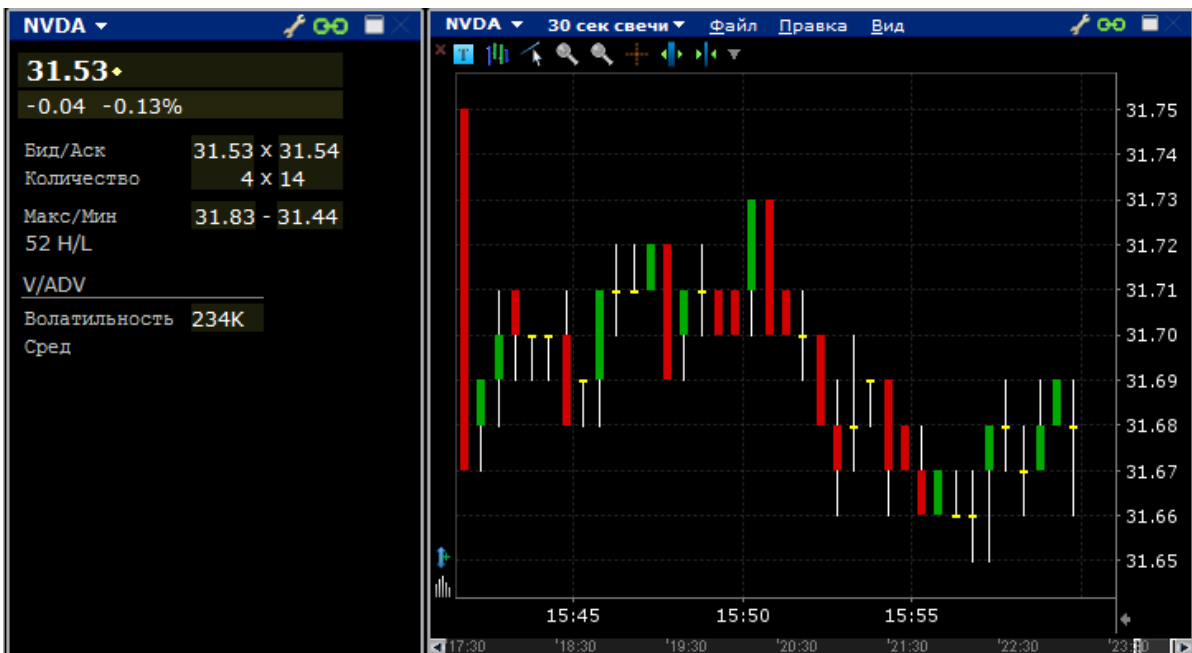 NVDA
31.53
-0.04 -0.13%
Бид/Аск 31.53 x 31.54
Количество 4 x 14
Макс/Мин 31.83 - 31.44
52 H/L
V/ADV
Волатильность 234K
Сред
NVDA 30 сек свечи Файл Правка Вид
T
31.75
31.74
31.73
31.72
31.71
31.70
31.69
31.68
31.67
31.66
31.65
15:45 15:50 15:55
17:30 '18:30 '19:30 '20:30 '21:30 '22:30